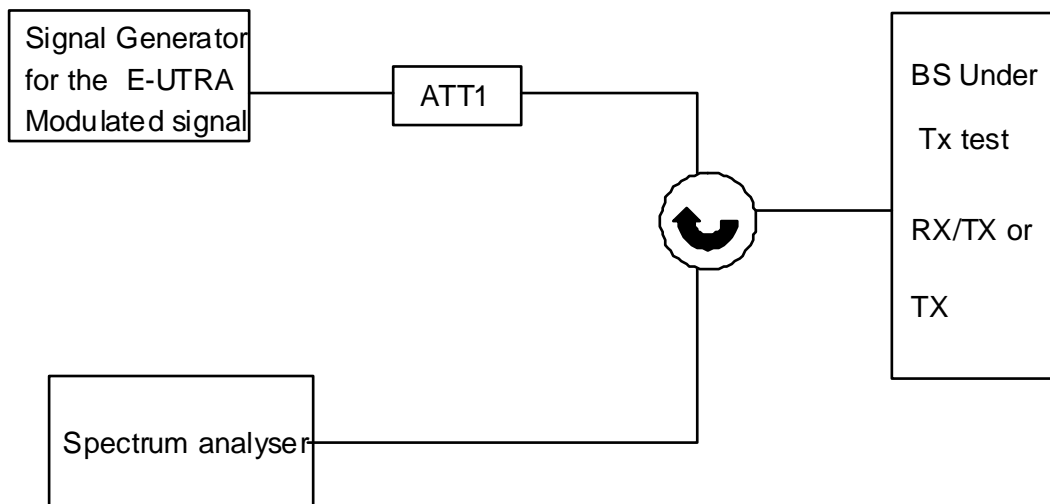 Signal Generator
for the E-UTRA
Modulated signal
ATT1
BS Under
Tx test
RX/TX or
TX
Spectrum analyser